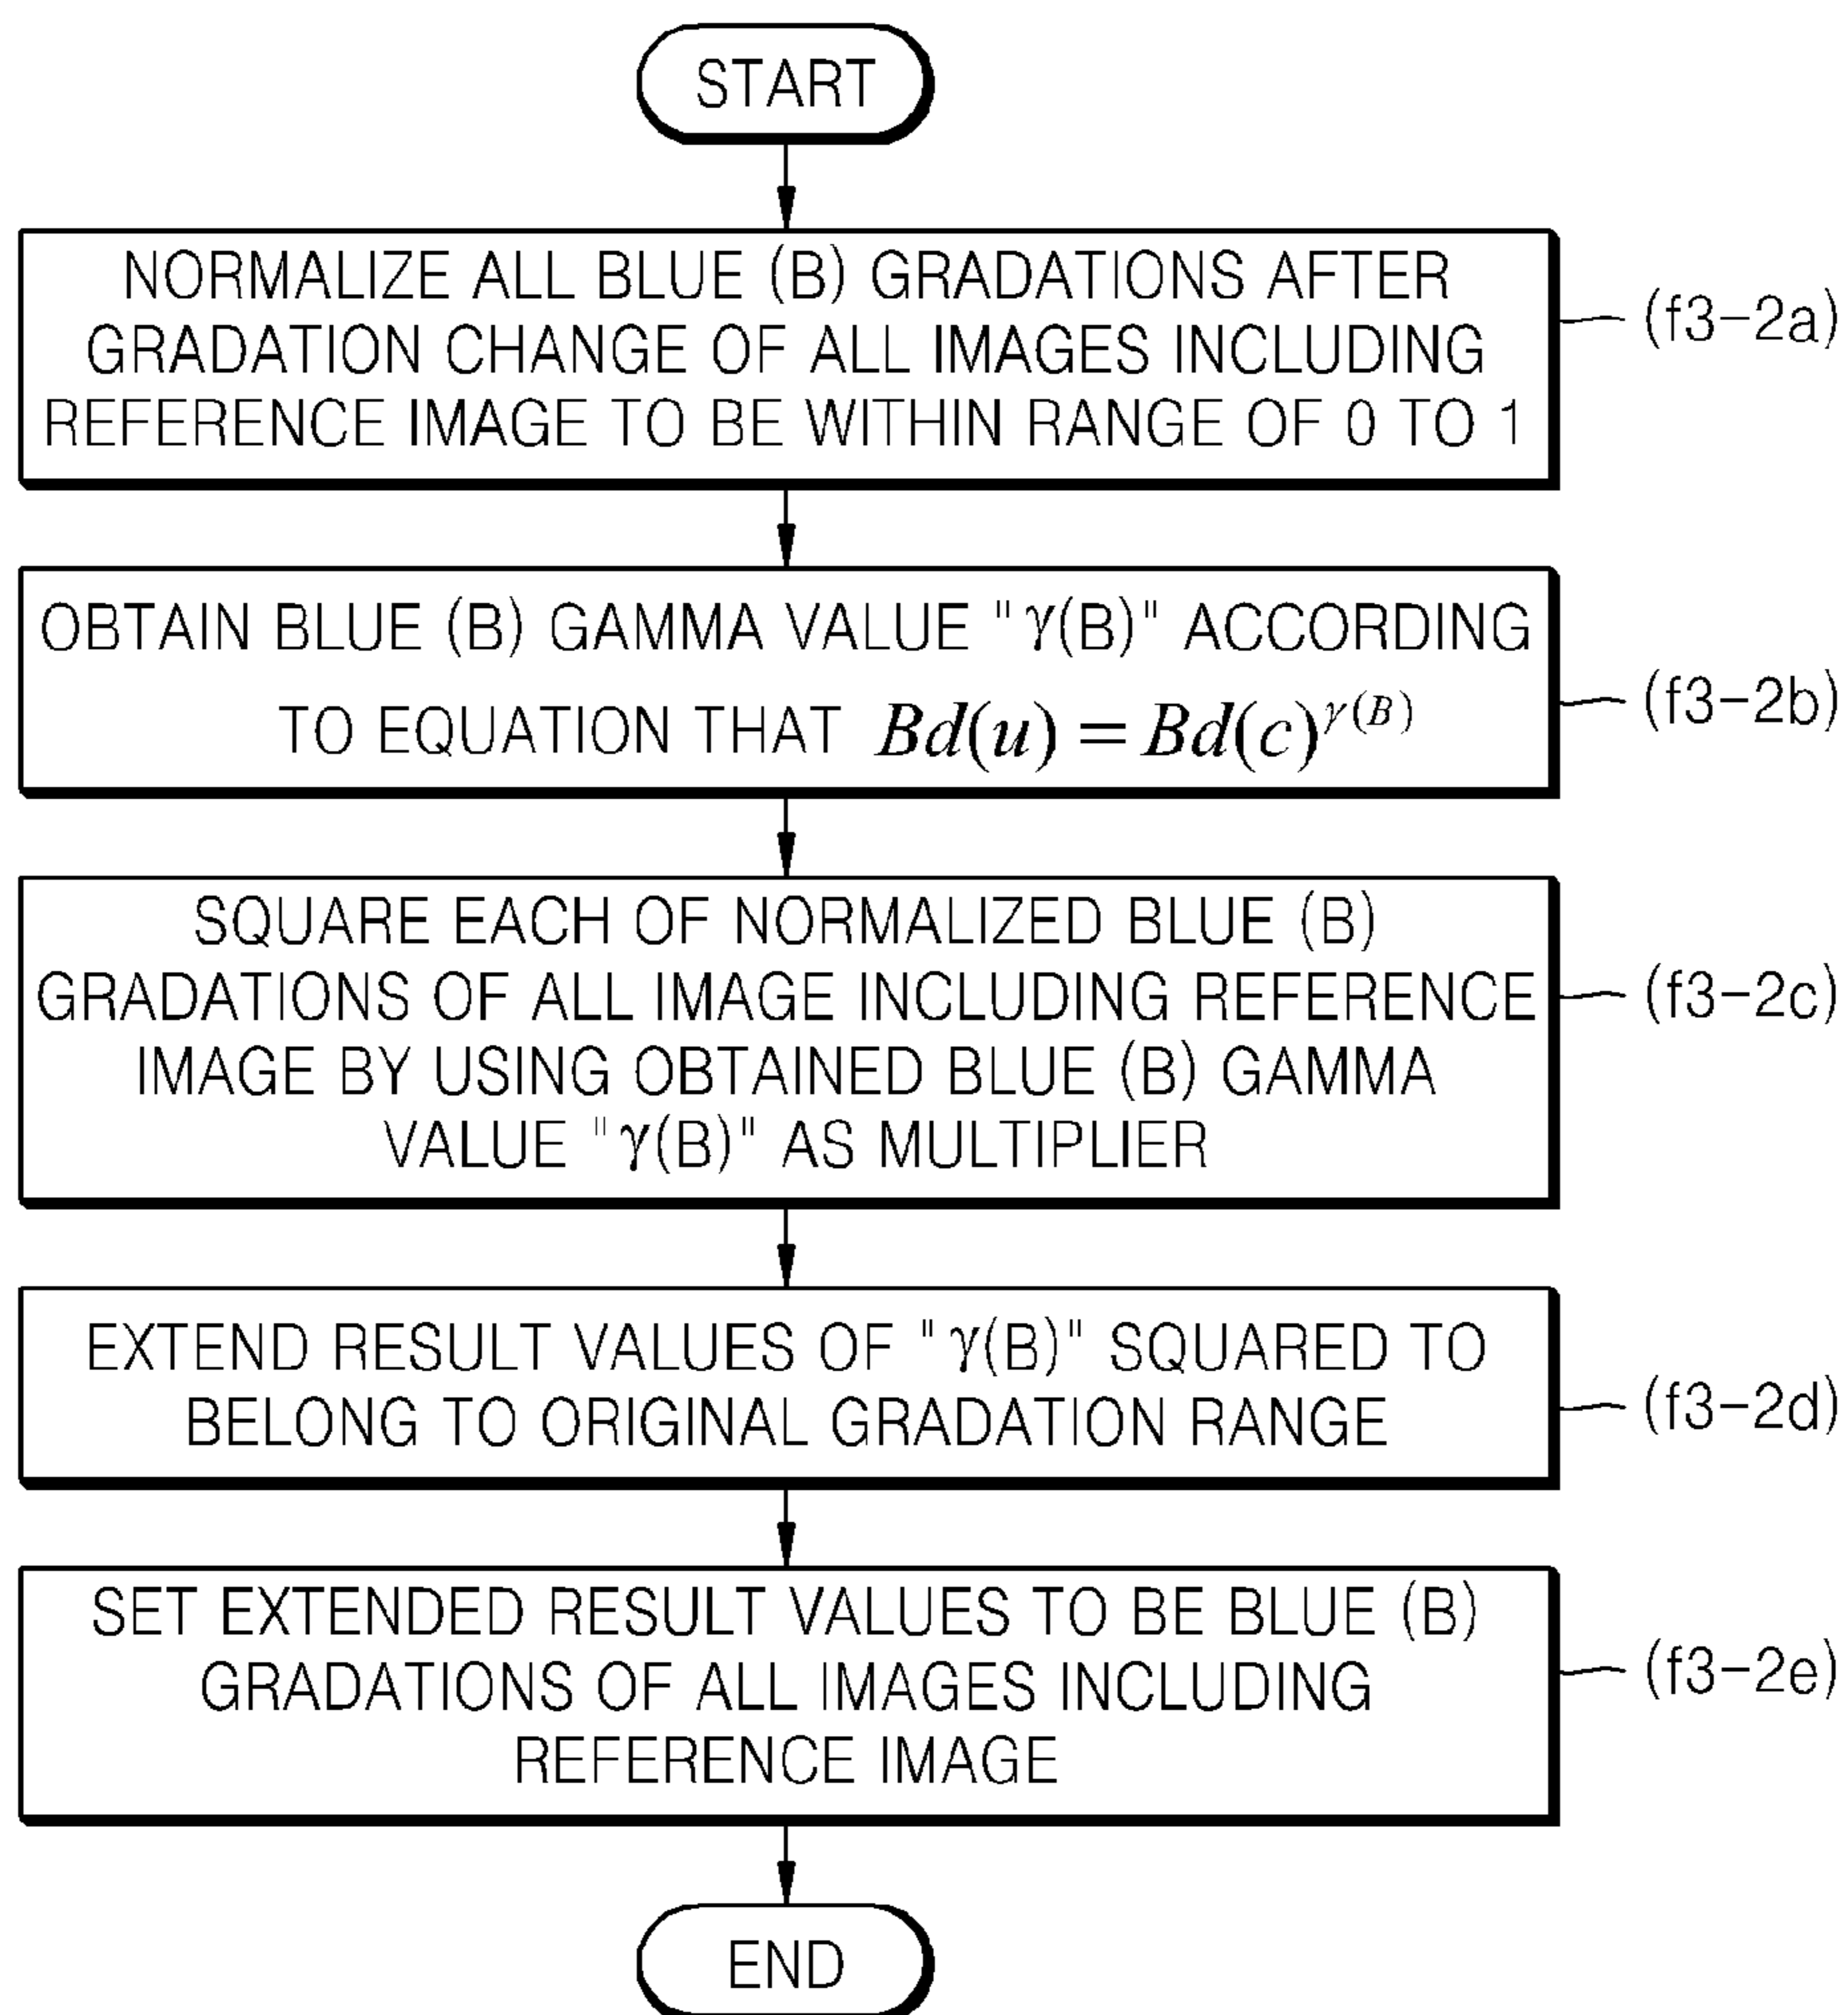 START
NORMALIZE ALL BLUE (B) GRADATIONS AFTER
GRADATION CHANGE OF ALL IMAGES INCLUDING
REFERENCE IMAGE TO BE WITHIN RANGE OF 0 TO 1
(f3-2a)
OBTAIN BLUE (B) GAMMA VALUE "γ(B)" ACCORDING
TO EQUATION THAT Bd(u) = Bd(c)^γ(B)
(f3-2b)
SQUARE EACH OF NORMALIZED BLUE (B)
GRADATIONS OF ALL IMAGE INCLUDING REFERENCE
IMAGE BY USING OBTAINED BLUE (B) GAMMA
VALUE "γ(B)" AS MULTIPLIER
(f3-2c)
EXTEND RESULT VALUES OF "γ(B)" SQUARED TO
BELONG TO ORIGINAL GRADATION RANGE
(f3-2d)
SET EXTENDED RESULT VALUES TO BE BLUE (B)
GRADATIONS OF ALL IMAGES INCLUDING
REFERENCE IMAGE
(f3-2e)
END